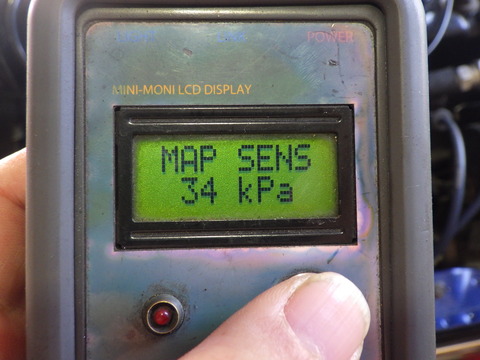 POWER
MINI-MONI LCD DISPLAY
MAP SENS
34 kPa